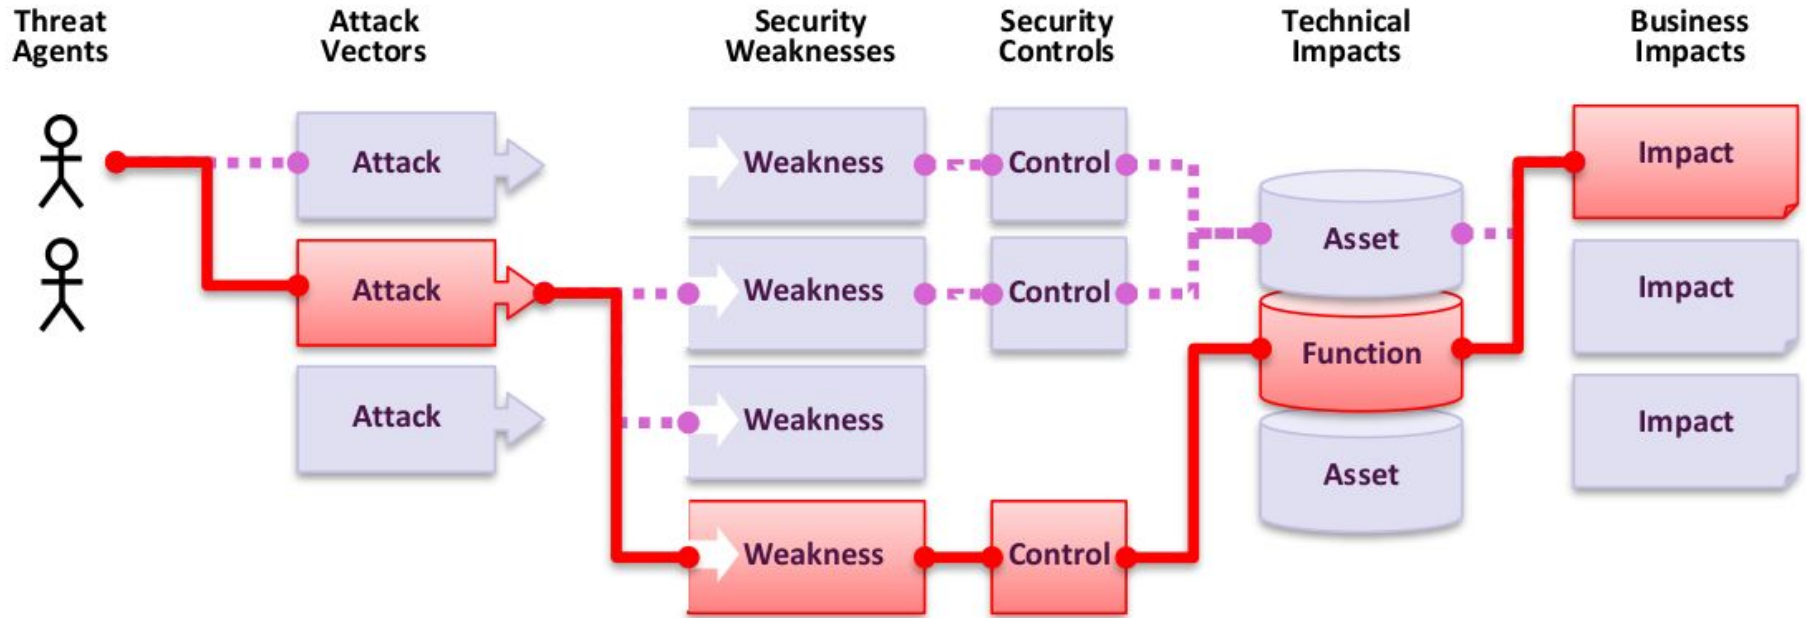 Threat Agents
Attack Vectors
Security Weaknesses
Security Controls
Technical Impacts
Business Impacts
Attack
Weakness
Control
Asset
Impact
Attack
Weakness
Control
Function
Impact
Attack
Weakness
Asset
Impact
Weakness
Control